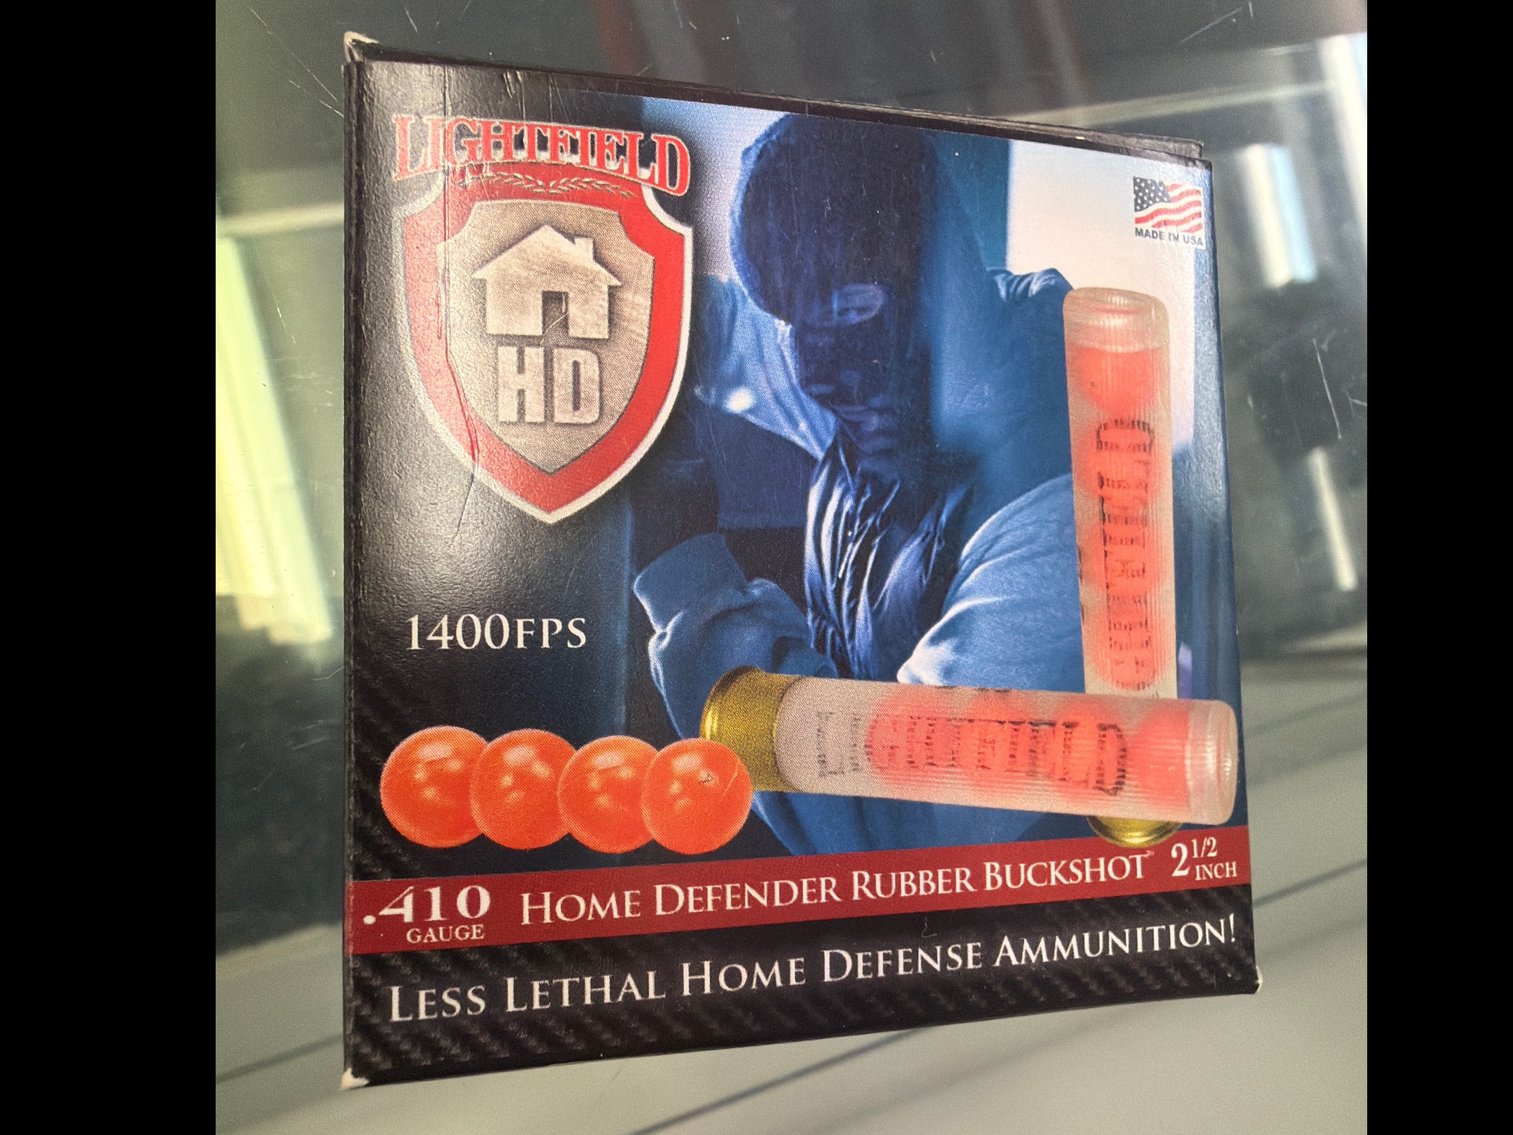 LIGHTFIELD
HD
MADE IN USA
1400FPS
LIGHTFIELD
LIGHTFIELD
.410 GAUGE HOME DEFENDER RUBBER BUCKSHOT 2 1/2 INCH
LESS LETHAL HOME DEFENSE AMMUNITION!